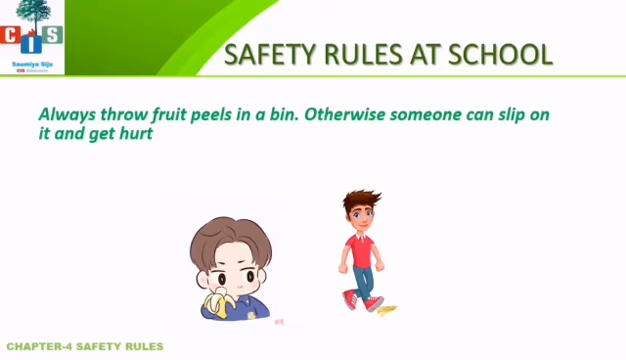 CIS
Saumiya Siju
SAFETY RULES AT SCHOOL
Always throw fruit peels in a bin. Otherwise someone can slip on
it and get hurt
CHAPTER-4 SAFETY RULES